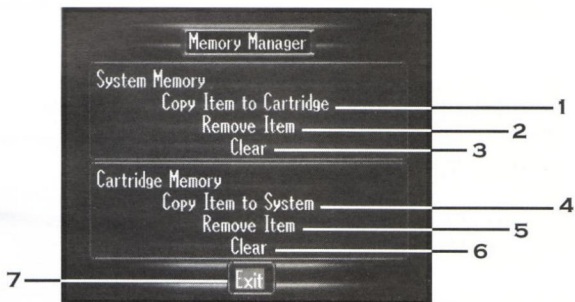 Memory Manager
System Memory
Copy Item to Cartridge 1
Remove Item 2
Clear 3
Cartridge Memory
Copy Item to System 4
Remove Item 5
Clear 6
7 Exit